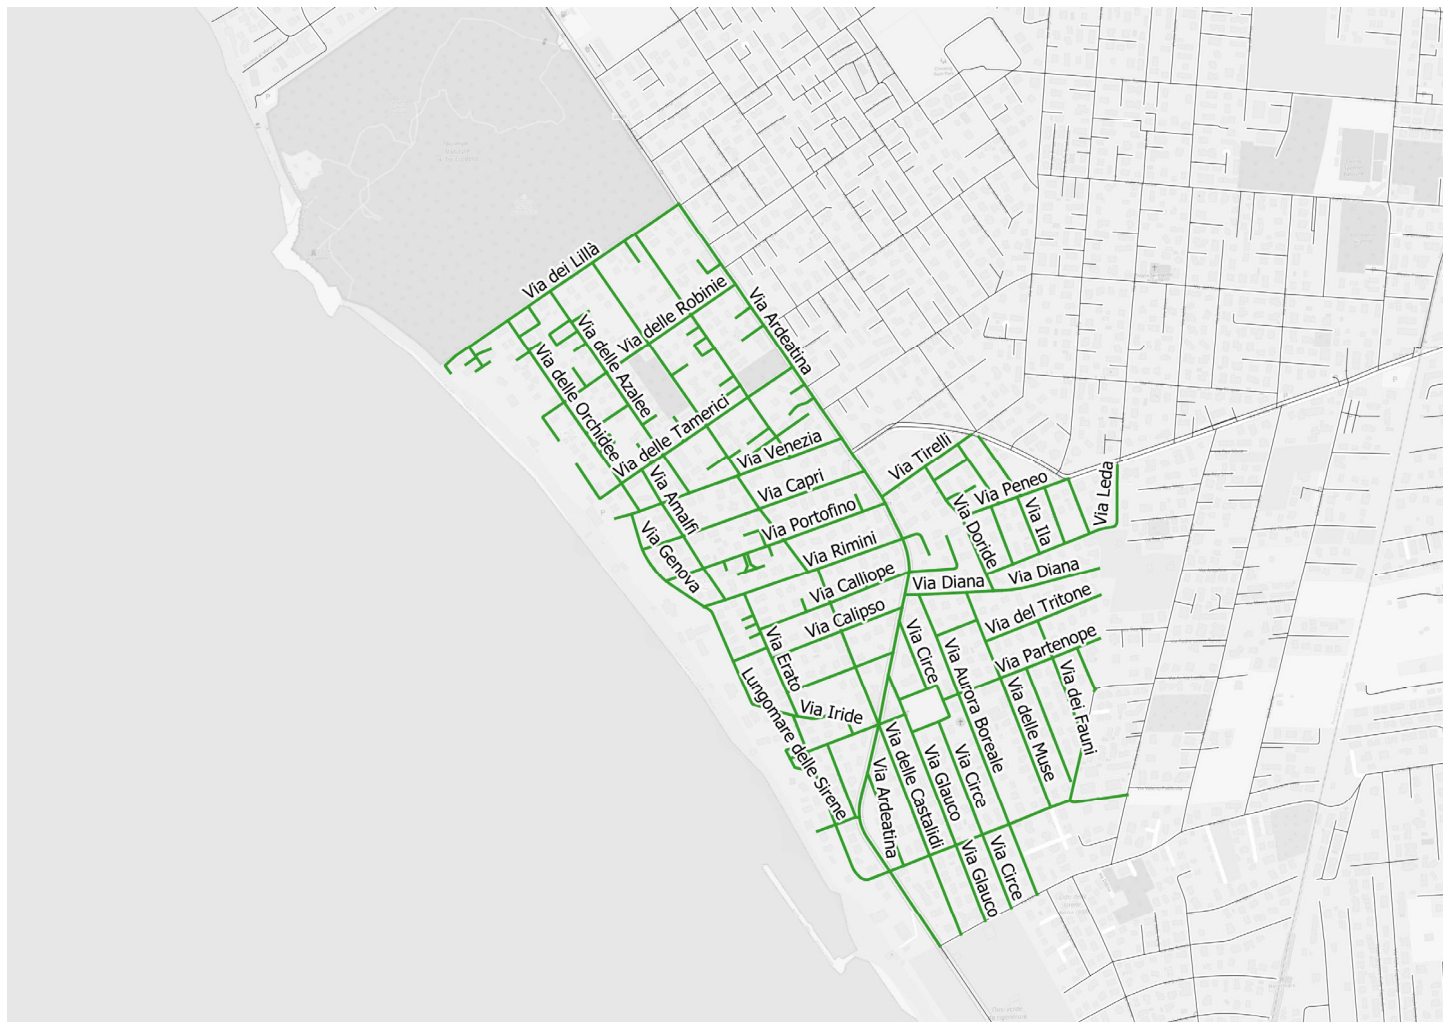 Via dei Lillà
Via delle Robinie
Via Ardeatina
Via delle Azalee
Via delle Orchidee
Via delle Tamerici
Via Venezia
Via Tirelli
Via Amalfi
Via Capri
Via Peneo
Via Leda
Via Portofino
Via Doride
Via Ila
Via Genova
Via Rimini
Via Calliope
Via Diana
Via Diana
Via Calipso
Via del Tritone
Via Erato
Via Circe
Via Aurora Boreale
Via Partenope
Lungomare delle Sirene
Via Iride
Via delle Muse
Via dei Fauni
Via Ardeatina
Via delle Castalidi
Via Glauco
Via Circe
Via Glauco
Via Circe